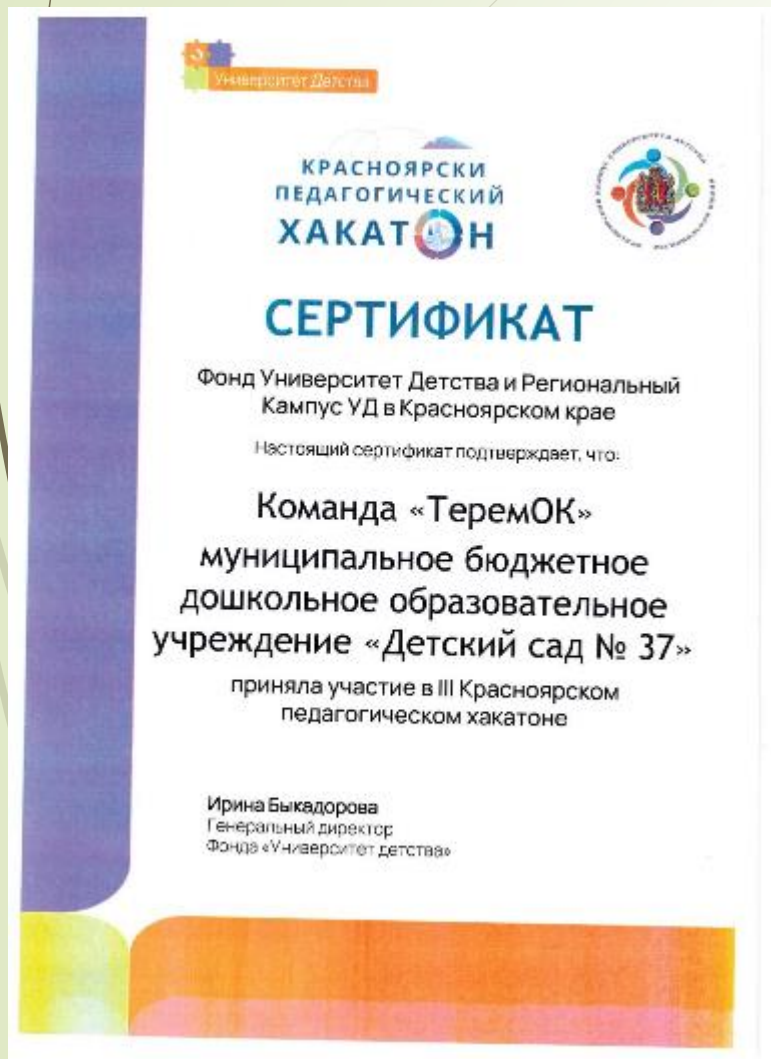 Университет Детства
КРАСНОЯРСКИ
ПЕДАГОГИЧЕСКИЙ
ХАКАТОН
СЕРТИФИКАТ
Фонд Университет Детства и Региональный
Кампус УД в Красноярском крае
Настоящий сертификат подтверждает, что:
Команда «ТеремОК»
муниципальное бюджетное
дошкольное образовательное
учреждение «Детский сад № 37»
приняла участие в III Красноярском
педагогическом хакатоне
Ирина Быкадорова
Генеральный директор
Фонда «Университет детства»